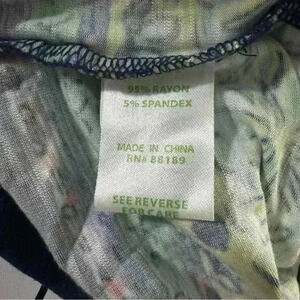 95% RAYON
5% SPANDEX
MADE IN CHINA
RN# 88189
SEE REVERSE
FOR CARE